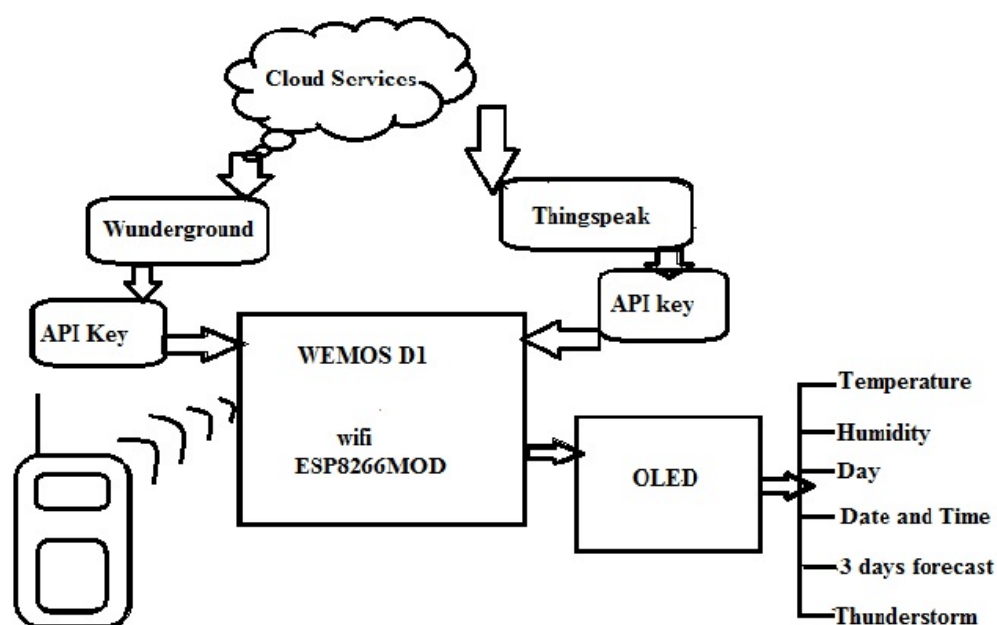 Cloud Services
Wunderground
Thingspeak
API Key
API key
WEMOS D1
wifi
ESP8266MOD
OLED
Temperature
Humidity
Day
Date and Time
3 days forecast
Thunderstorm